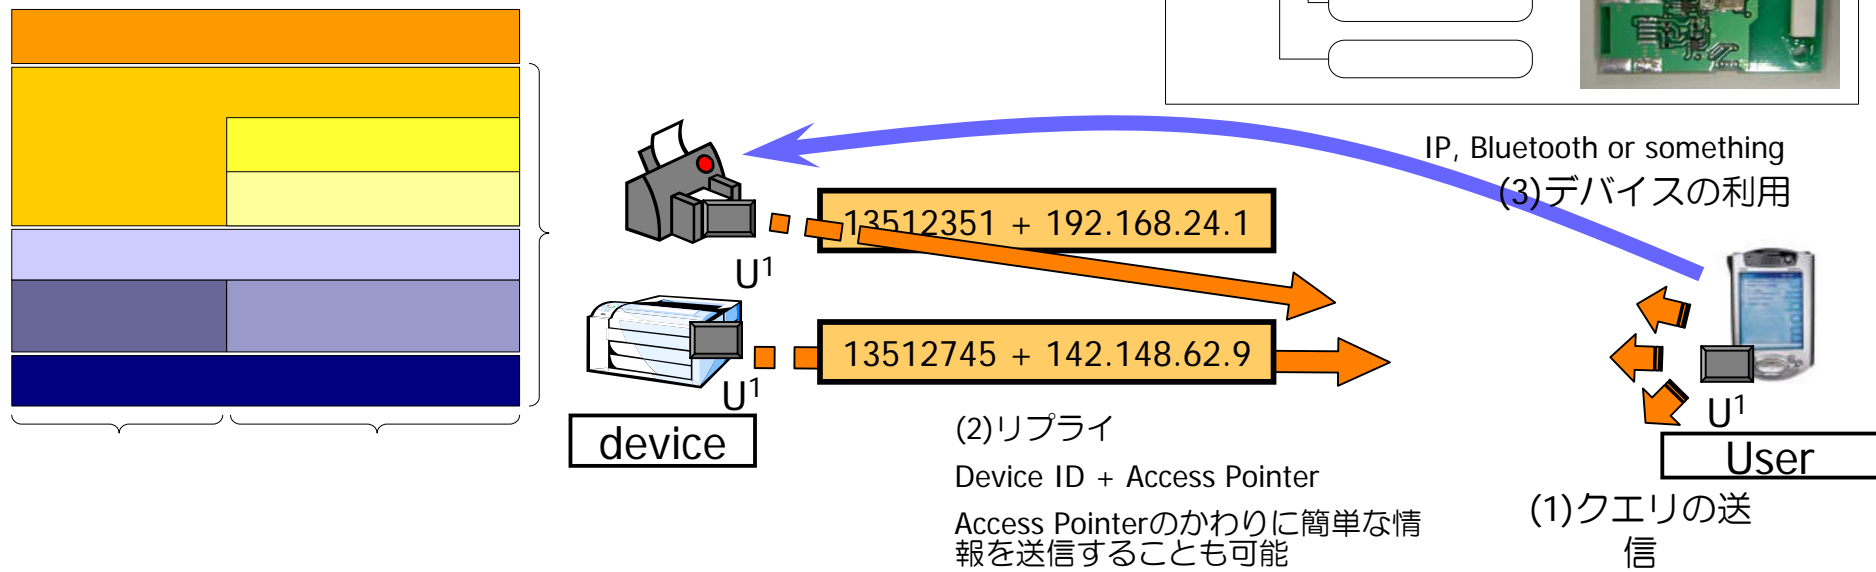 IP, Bluetooth or something
(3)デバイスの利用
13512351 + 192.168.24.1
U1
13512745 + 142.148.62.9
U1
device
(2)リプライ
Device ID + Access Pointer
Access Pointerのかわりに簡単な情
報を送信することも可能
U1
User
(1)クエリの送
信